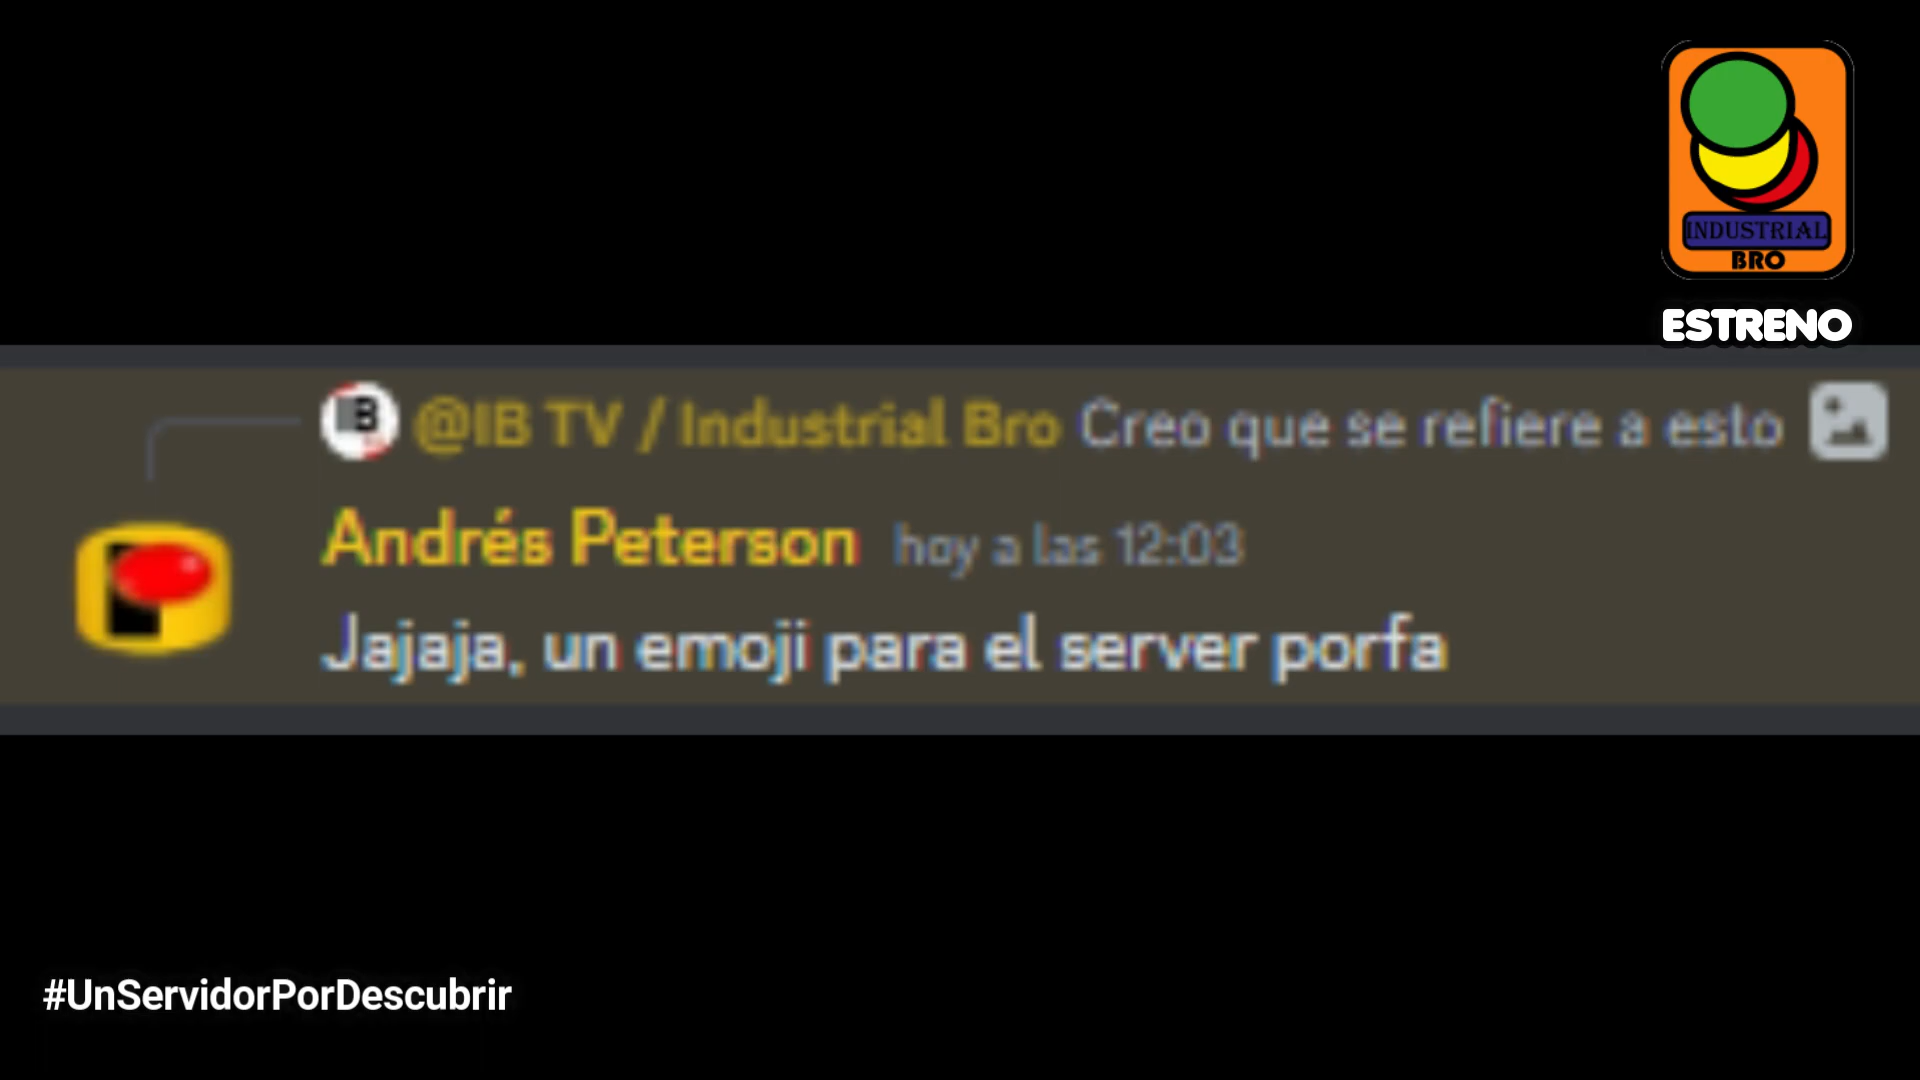 INDUSTRIAL
BRO
ESTRENO
IB @IB TV / Industrial Bro Creo que se refiere a esto
Andrés Peterson hoy a las 12:03
Jajaja, un emoji para el server porfa
#UnServidorPorDescubrir